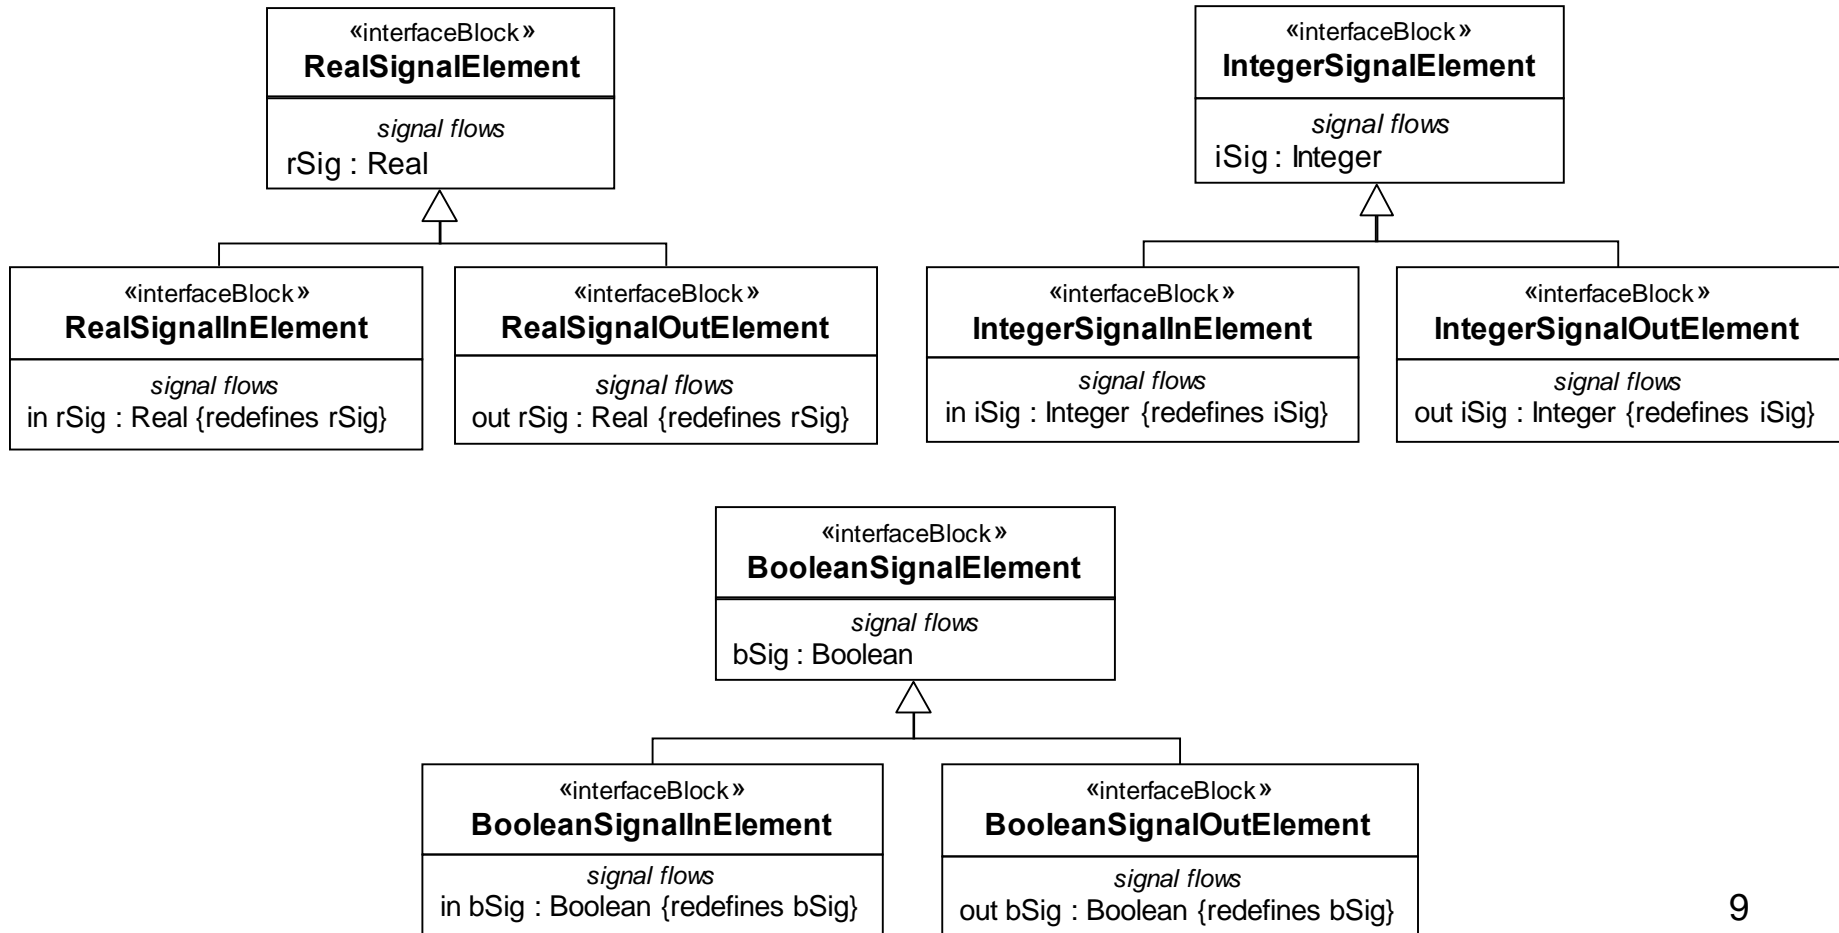 «interfaceBlock»
RealSignalElement
signal flows
rSig : Real
«interfaceBlock»
IntegerSignalElement
signal flows
iSig : Integer
«interfaceBlock»
RealSignalInElement
signal flows
in rSig : Real {redefines rSig}
«interfaceBlock»
RealSignalOutElement
signal flows
out rSig : Real {redefines rSig}
«interfaceBlock»
IntegerSignalInElement
signal flows
in iSig : Integer {redefines iSig}
«interfaceBlock»
IntegerSignalOutElement
signal flows
out iSig : Integer {redefines iSig}
«interfaceBlock»
BooleanSignalElement
signal flows
bSig : Boolean
«interfaceBlock»
BooleanSignalInElement
signal flows
in bSig : Boolean {redefines bSig}
«interfaceBlock»
BooleanSignalOutElement
signal flows
out bSig : Boolean {redefines bSig}
9